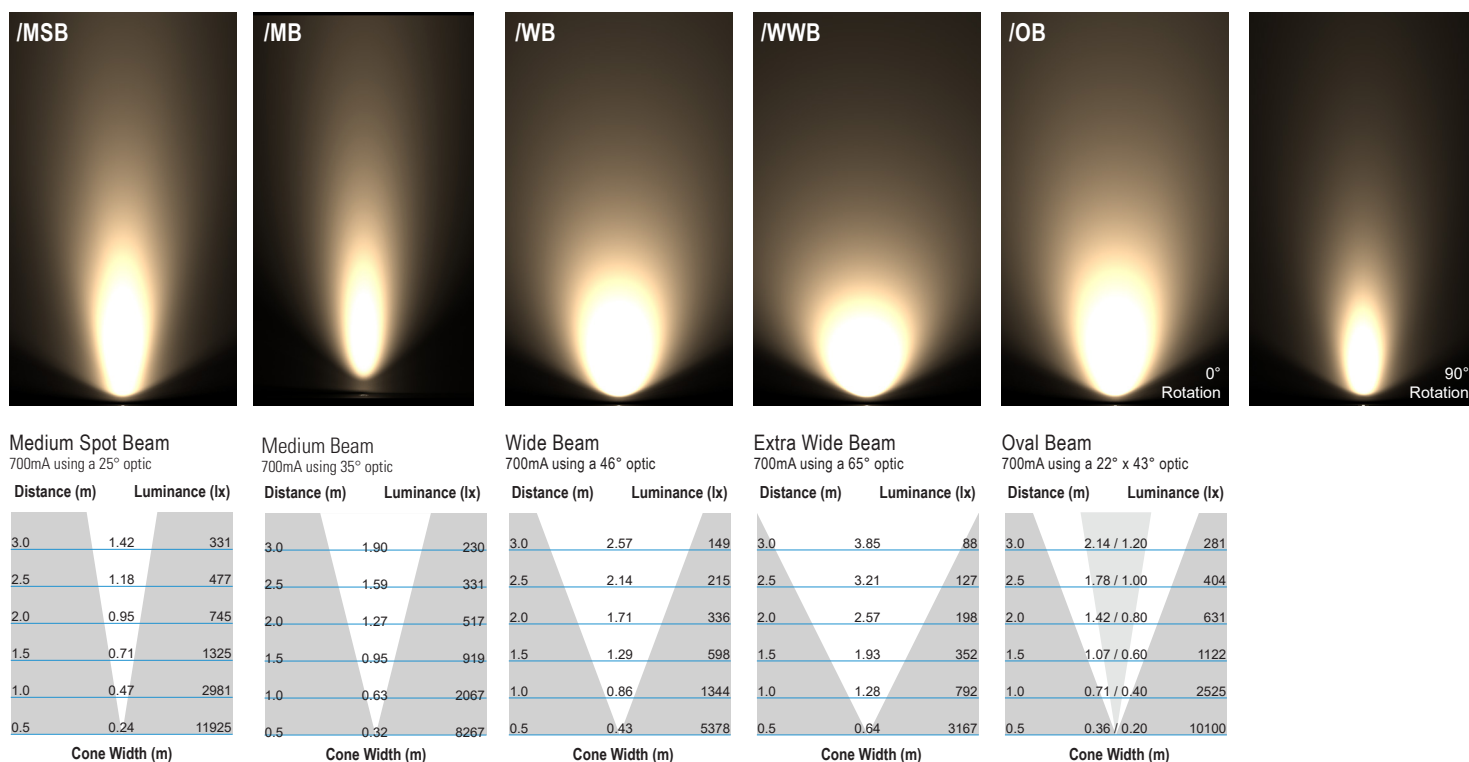 /MSB
/MB
/WB
/WWB
/OB
0°
Rotation
90°
Rotation
Medium Spot Beam
700mA using a 25° optic
Distance (m) Luminance (lx)
3.0 1.42 331
2.5 1.18 477
2.0 0.95 745
1.5 0.71 1325
1.0 0.47 2981
0.5 0.24 11925
Cone Width (m)
Medium Beam
700mA using 35° optic
Distance (m) Luminance (lx)
3.0 1.90 230
2.5 1.59 331
2.0 1.27 517
1.5 0.95 919
1.0 0.63 2067
0.5 0.32 8267
Cone Width (m)
Wide Beam
700mA using a 46° optic
Distance (m) Luminance (lx)
3.0 2.57 149
2.5 2.14 215
2.0 1.71 336
1.5 1.29 598
1.0 0.86 1344
0.5 0.43 5378
Cone Width (m)
Extra Wide Beam
700mA using a 65° optic
Distance (m) Luminance (lx)
3.0 3.85 88
2.5 3.21 127
2.0 2.57 198
1.5 1.93 352
1.0 1.28 792
0.5 0.64 3167
Cone Width (m)
Oval Beam
700mA using a 22° x 43° optic
Distance (m) Luminance (lx)
3.0 2.14 / 1.20 281
2.5 1.78 / 1.00 404
2.0 1.42 / 0.80 631
1.5 1.07 / 0.60 1122
1.0 0.71 / 0.40 2525
0.5 0.36 / 0.20 10100
Cone Width (m)